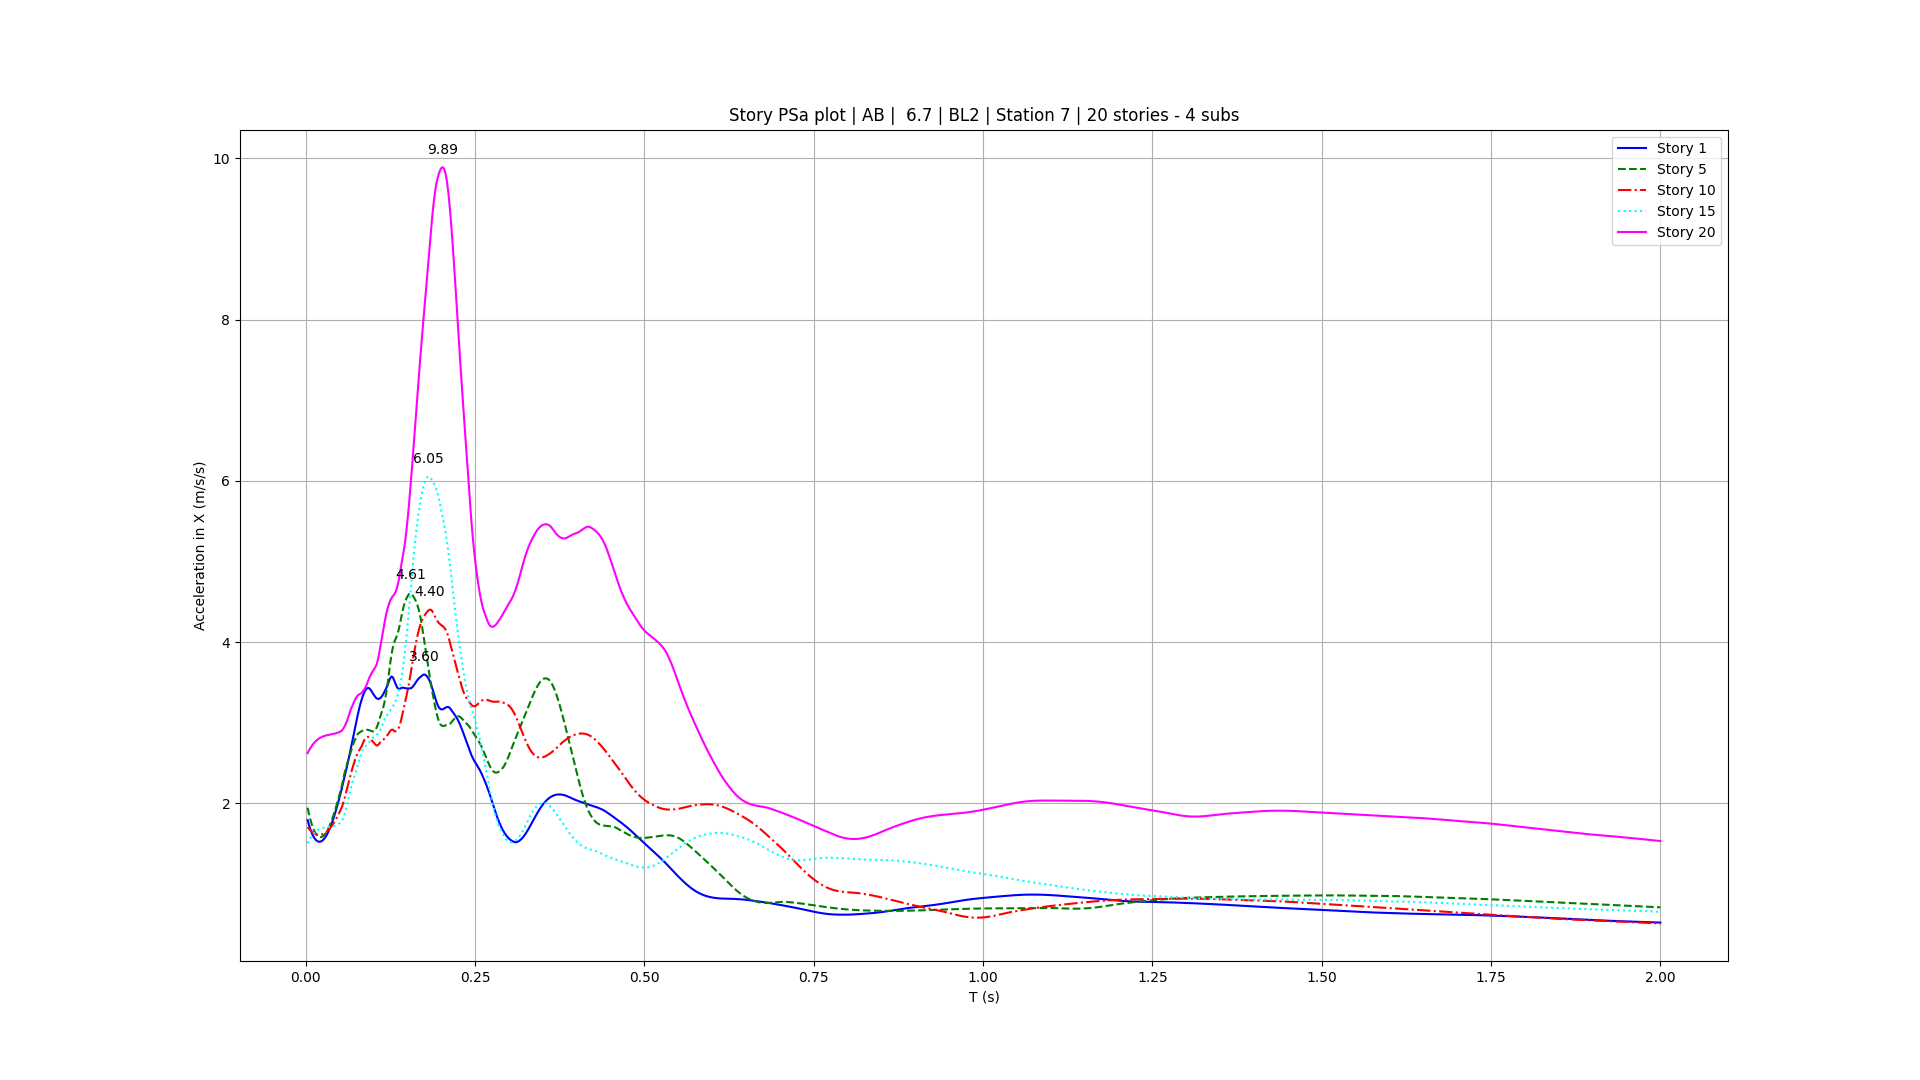 Story PSa plot | AB |  6.7 | BL2 | Station 7 | 20 stories - 4 subs
Story 1
Story 5
Story 10
Story 15
Story 20
9.89
6.05
4.61
4.40
3.60
Acceleration in X (m/s/s)
10
8
6
4
2
0.00 0.25 0.50 0.75 1.00 1.25 1.50 1.75 2.00
T (s)